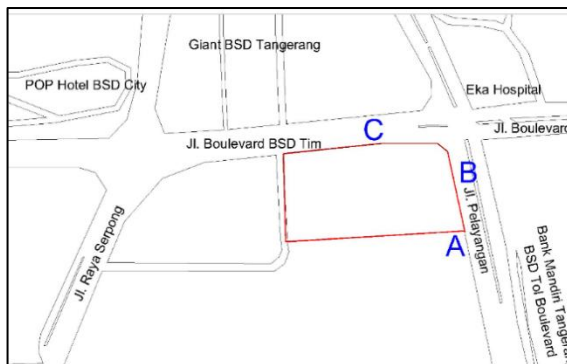 Giant BSD Tangerang
POP Hotel BSD City
Eka Hospital
C
Jl. Boulevard
Jl. Boulevard BSD Tim
B
Jl. Pelayangan
A
Jl. Raya Serpong
Bank Mandiri Tangera
BSD Tol Boulevard